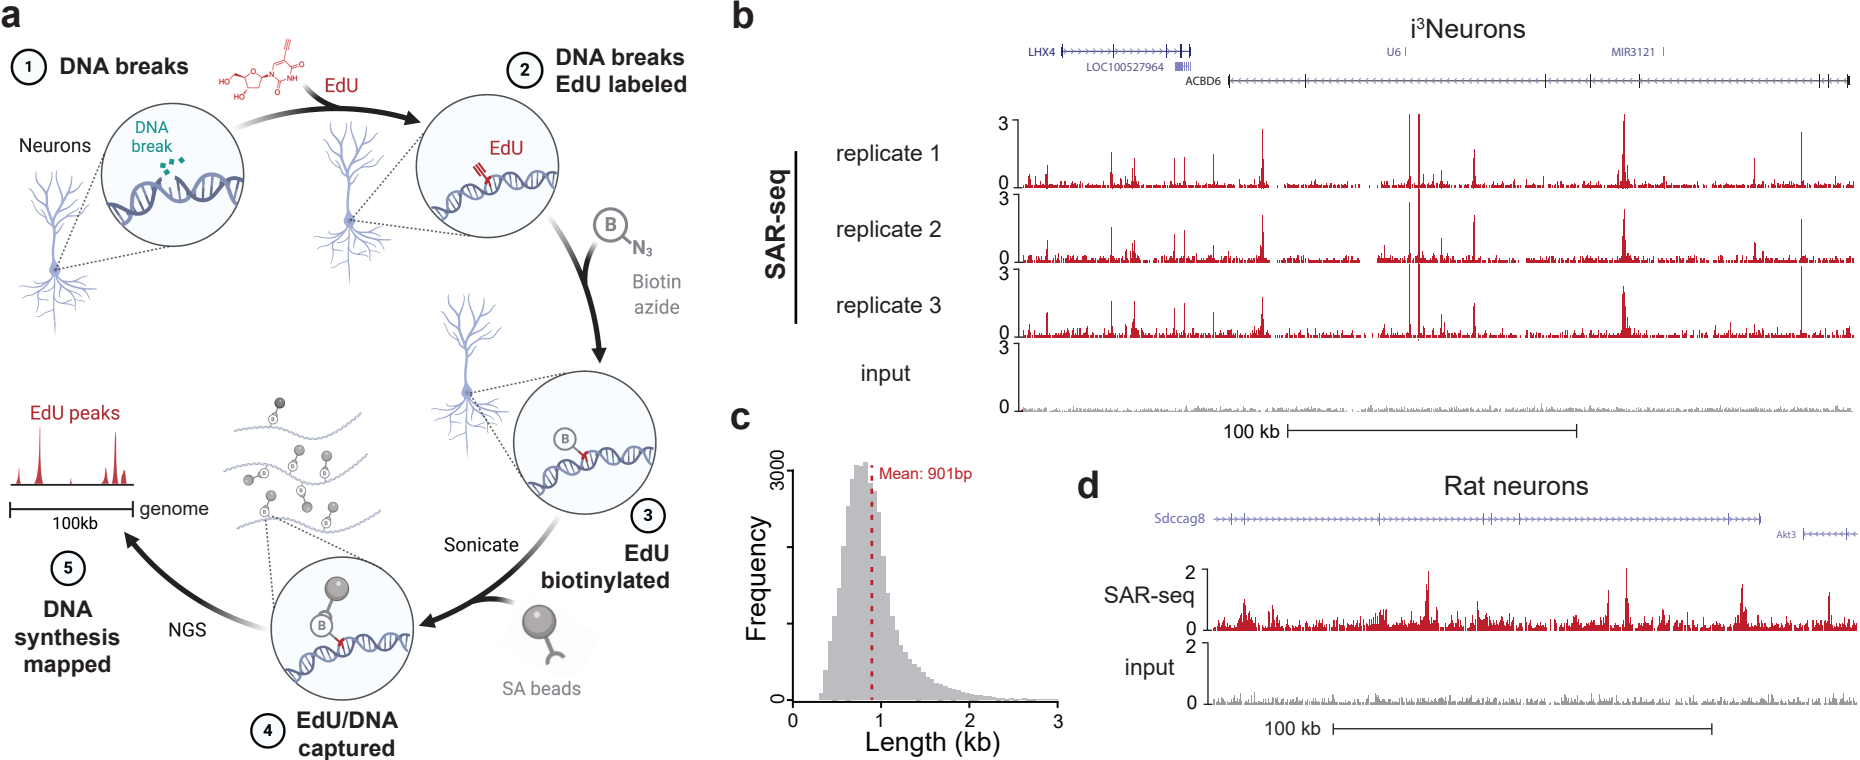 a
1 DNA breaks
Neurons
DNA
break
HO
O
N
O
NH
O
HO
EdU
2 DNA breaks
EdU labeled
EdU
B
N3
Biotin
azide
B
3
EdU
biotinylated
Sonicate
SA beads
B
4
EdU/DNA
captured
NGS
B
B
B
B
B
B
B
EdU peaks
100kb
genome
5
DNA
synthesis
mapped
b
i3Neurons
LHX4
LOC100527964
ACBD6
U6
MIR3121
SAR-seq
replicate 1
3
0
replicate 2
3
0
replicate 3
3
0
input
3
0
100 kb
c
Frequency
3000
0
Mean: 901bp
0 1 2 3
Length (kb)
d
Rat neurons
Sdccag8
Akt3
SAR-seq
2
0
input
2
0
100 kb